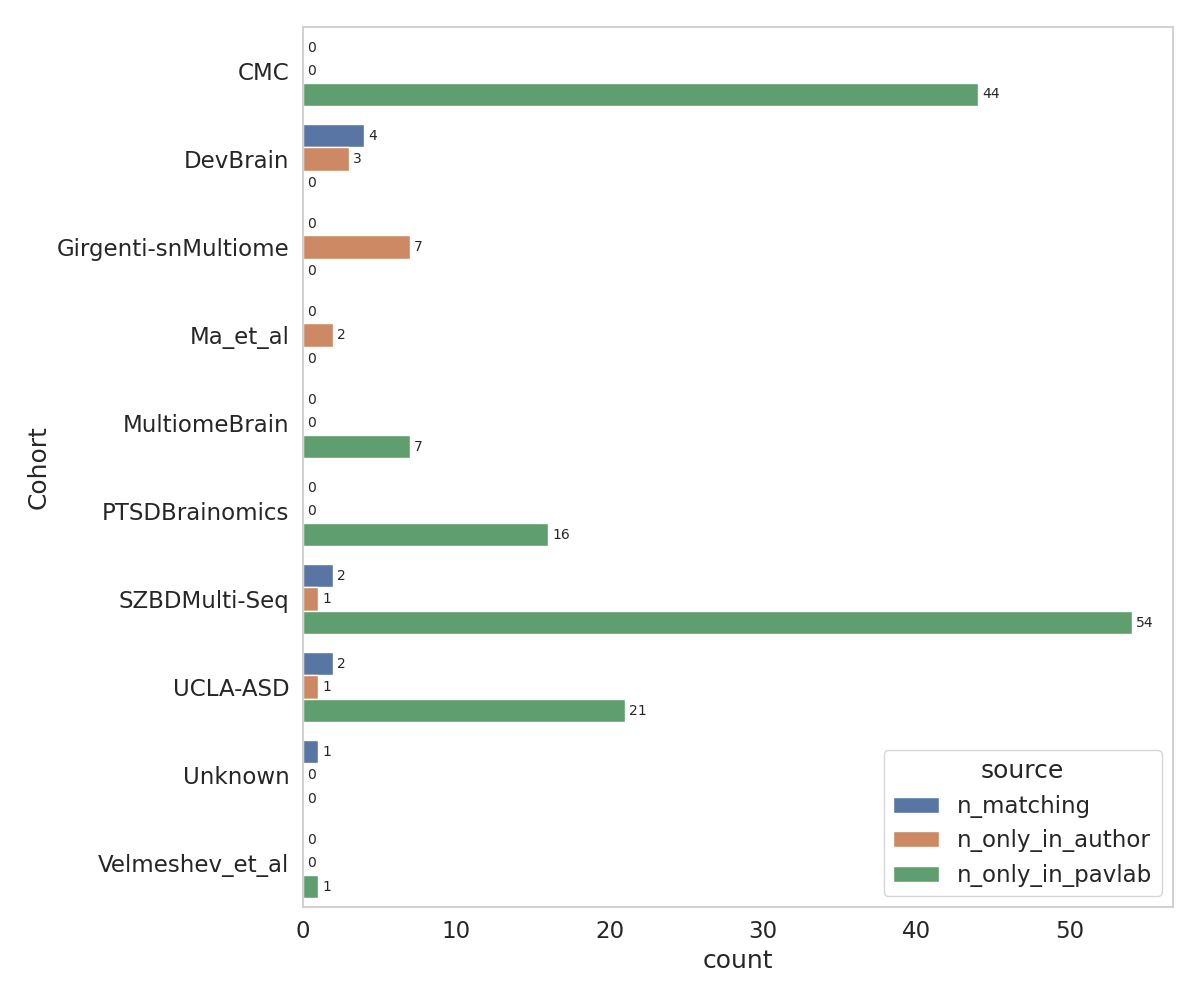 0
CMC 0
44
4
DevBrain 3
0
0
Girgenti-snMultiome 7
0
0
Ma_et_al 2
0
0
MultiomeBrain 0
7
0
PTSDBrainomics 0
16
2
SZBDMulti-Seq 1
54
2
UCLA-ASD 1
21
1
Unknown 0
0
0
Velmeshev_et_al 0
1
Cohort
source
n_matching
n_only_in_author
n_only_in_pavlab
0 10 20 30 40 50
count